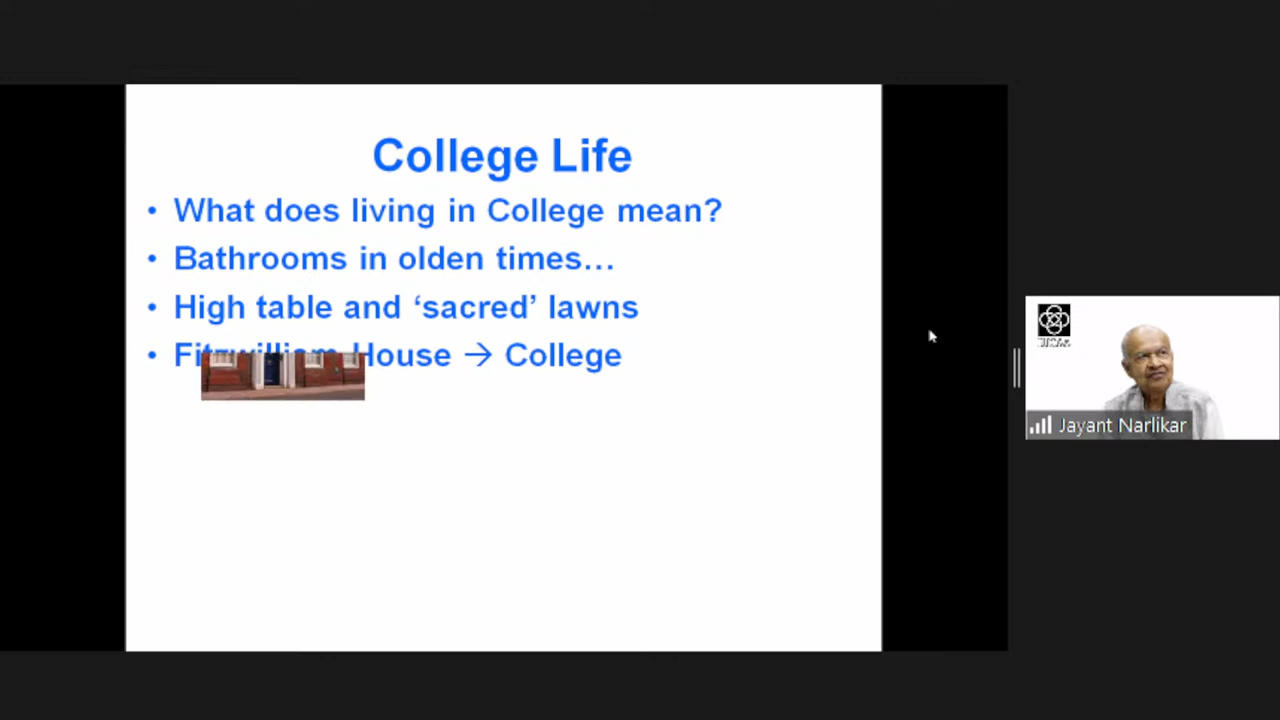 College Life
• What does living in College mean?
• Bathrooms in olden times…
• High table and ‘sacred’ lawns
• Fitzwilliam House → College
Jayant Narlikar